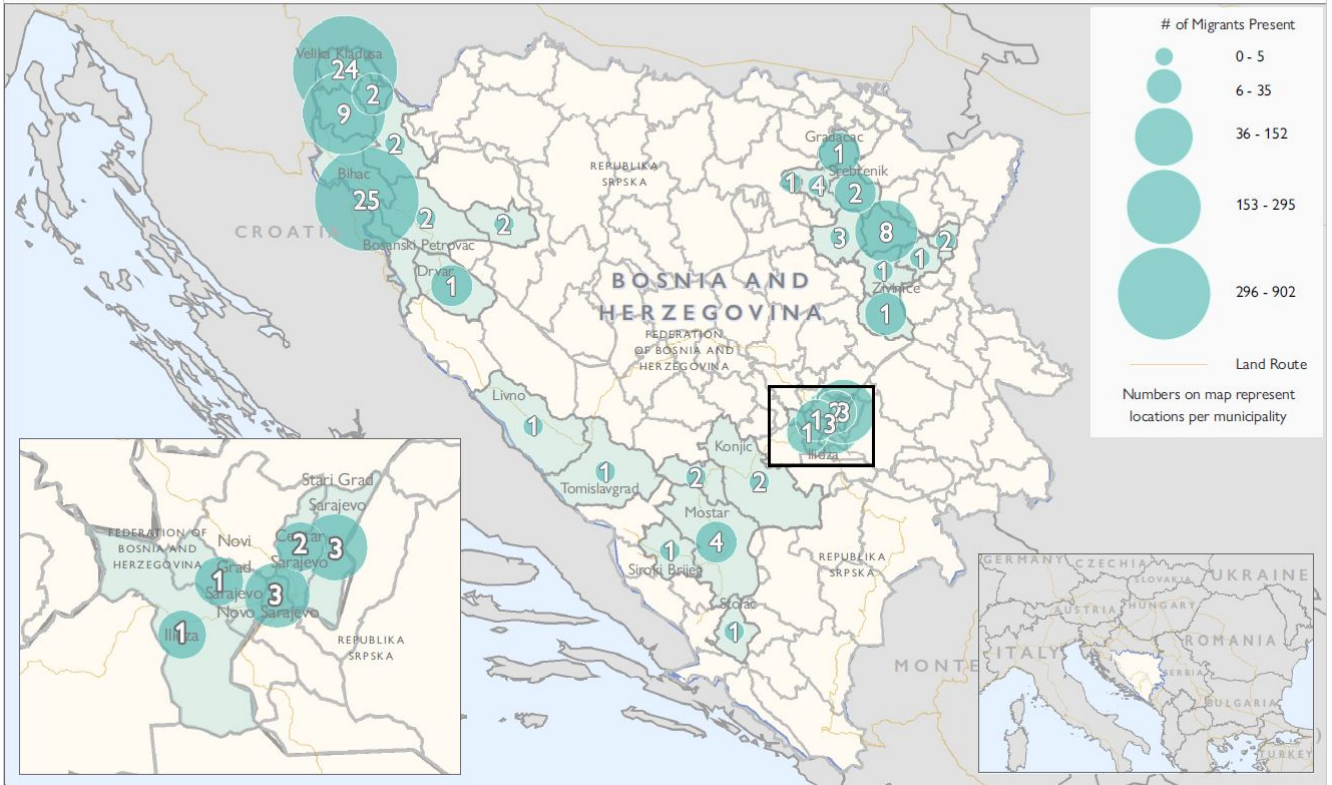 Velika Kladusa
24
2
9
2
Bihac
25
CROATIA
2
2
Bosanski Petrovac
Drvar
1
REPUBLIKA
SRPSKA
Gradacac
1
Srebrenik
1
4
2
3
8
2
1
1
Zivinice
1
BOSNIA AND
HERZEGOVINA
FEDERATION
OF BOSNIA AND
HERZEGOVINA
Livno
1
1
Tomislavgrad
Konjic
2
2
Mostar
4
1
Siroki Brijeg
Stolac
1
1
3
3
1
Ilidza
REPUBLIKA
SRPSKA
MONTE
# of Migrants Present
0 - 5
6 - 35
36 - 152
153 - 295
296 - 902
Land Route
Numbers on map represent
locations per municipality
Stari Grad
Sarajevo
FEDERATION OF
BOSNIA AND
HERZEGOVINA
Novi
Grad
Sarajevo
1
Centar
Sarajevo
2
3
3
Novo Sarajevo
Ilidza
1
REPUBLIKA
SRPSKA
GERMANY
CZECHIA
SLOVAKIA
UKRAINE
AUSTRIA
HUNGARY
ROMANIA
ITALY
SERBIA
BULGARIA
TURKEY